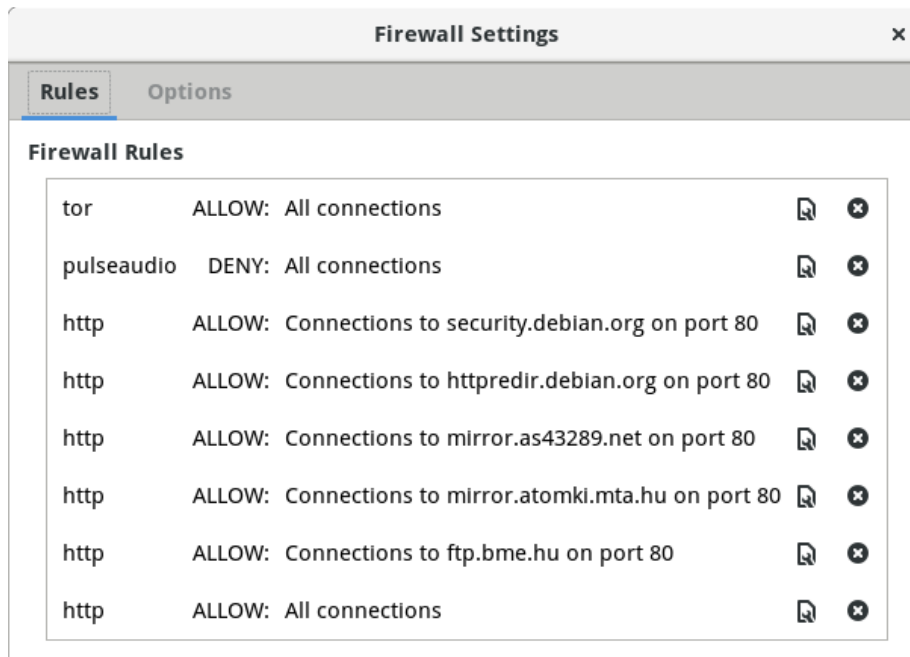 Firewall Settings
Rules Options
Firewall Rules
tor ALLOW: All connections
pulseaudio DENY: All connections
http ALLOW: Connections to security.debian.org on port 80
http ALLOW: Connections to httpredir.debian.org on port 80
http ALLOW: Connections to mirror.as43289.net on port 80
http ALLOW: Connections to mirror.atomki.mta.hu on port 80
http ALLOW: Connections to ftp.bme.hu on port 80
http ALLOW: All connections